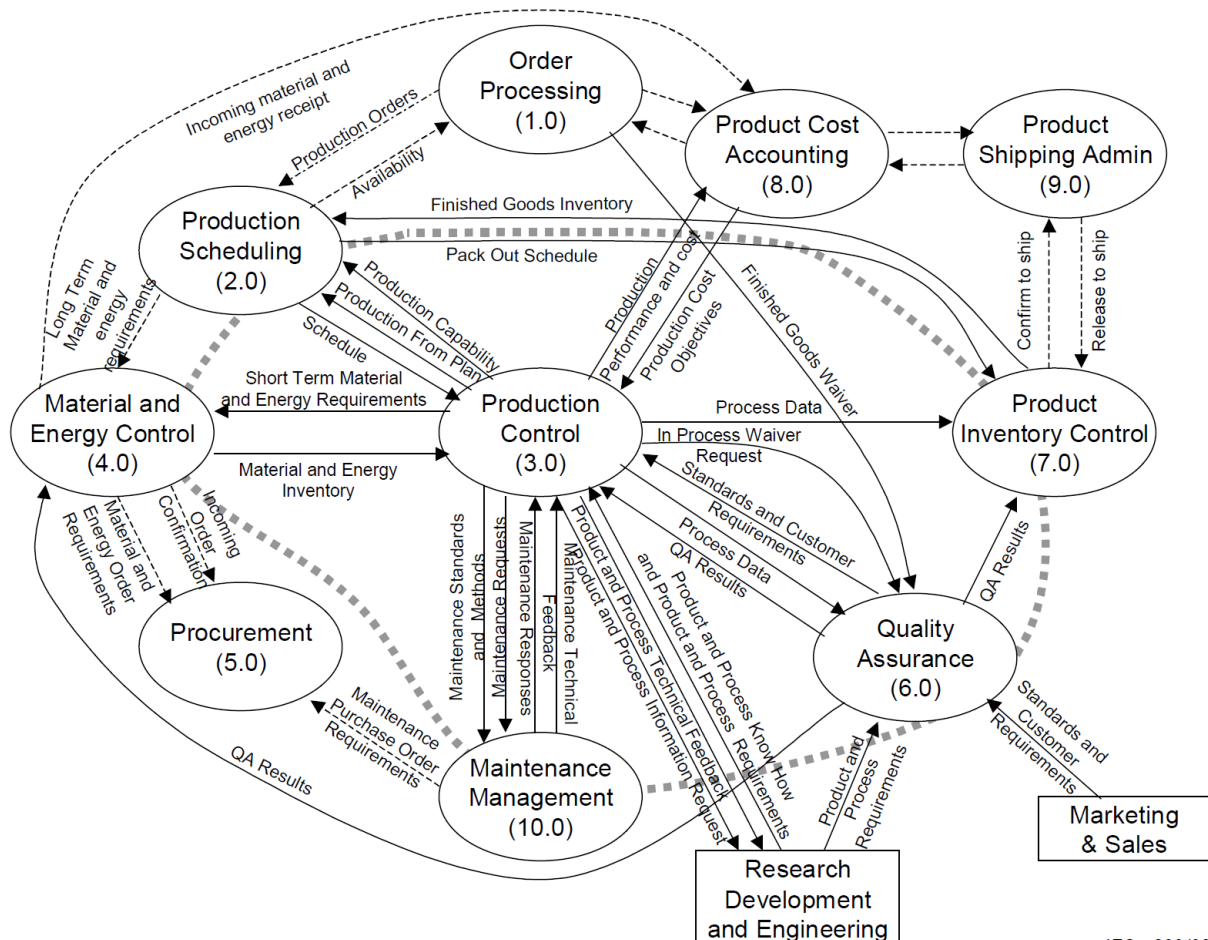 Order
Processing
(1.0)
Incoming material and
energy receipt
Production Orders
Availability
Product Cost
Accounting
(8.0)
Product
Shipping Admin
(9.0)
Production
Scheduling
(2.0)
Finished Goods Inventory
Pack Out Schedule
Long Term
Material and
energy
requirements
Production Capability
Production From Plan
Schedule
Production
Performance and cost
Production Cost
Objectives
Finished Goods Waiver
Confirm to ship
Release to ship
Material and
Energy Control
(4.0)
Short Term Material
and Energy Requirements
Material and Energy
Inventory
Production
Control
(3.0)
Process Data
In Process Waiver
Request
Product
Inventory Control
(7.0)
Standards and Customer
Requirements
Process Data
QA Results
QA Results
Incoming
Order
Confirmation
Material and
Energy Order
Requirements
Procurement
(5.0)
Maintenance Standards
and Methods
Maintenance Requests
Maintenance Responses
Maintenance Technical
Feedback
Product and Process Technical Feedback
Product and Process Information Request
Product and Process Know How
and Product and Process Requirements
Quality
Assurance
(6.0)
Maintenance
Purchase Order
Requirements
QA Results
Maintenance
Management
(10.0)
Product and
Process
Requirements
Standards and
Customer
Requirements
Marketing
& Sales
Research
Development
and Engineering